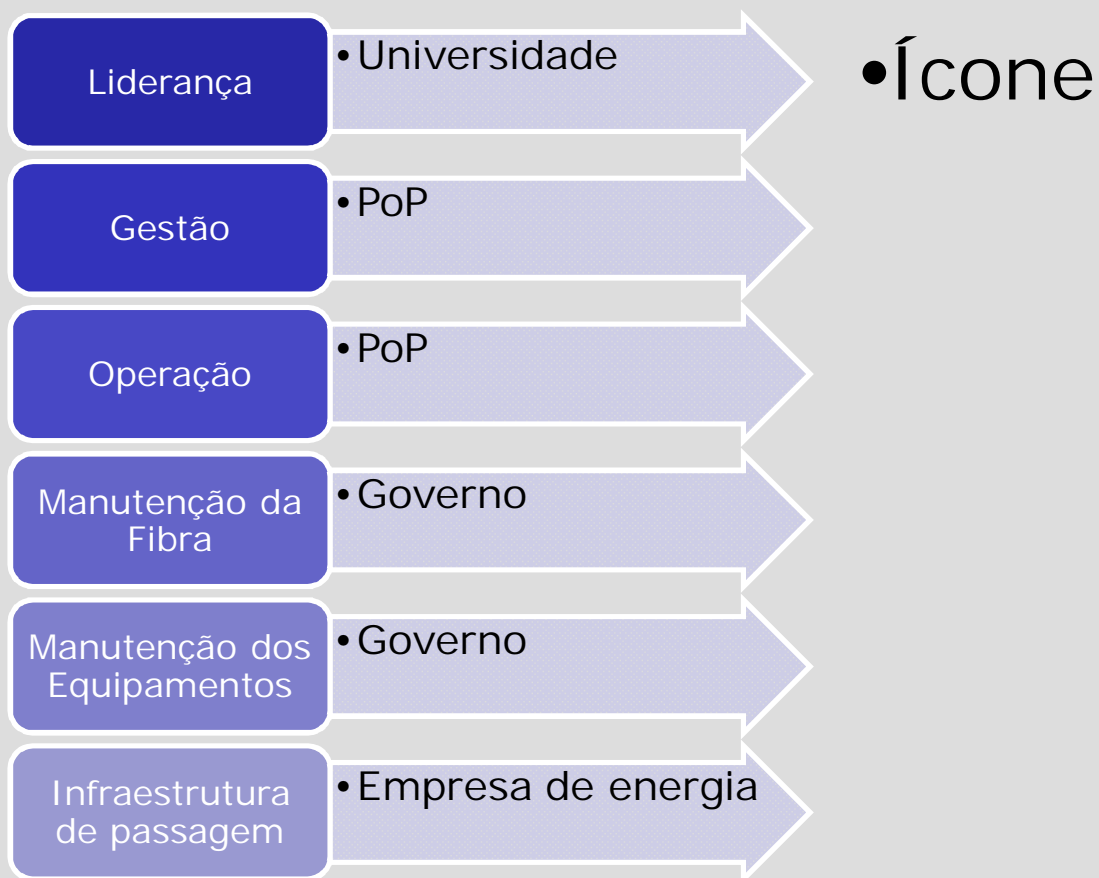 Liderança
•Universidade
•Ícone
Gestão
•PoP
Operação
•PoP
Manutenção da
Fibra
•Governo
Manutenção dos
Equipamentos
•Governo
Infraestrutura
de passagem
•Empresa de energia